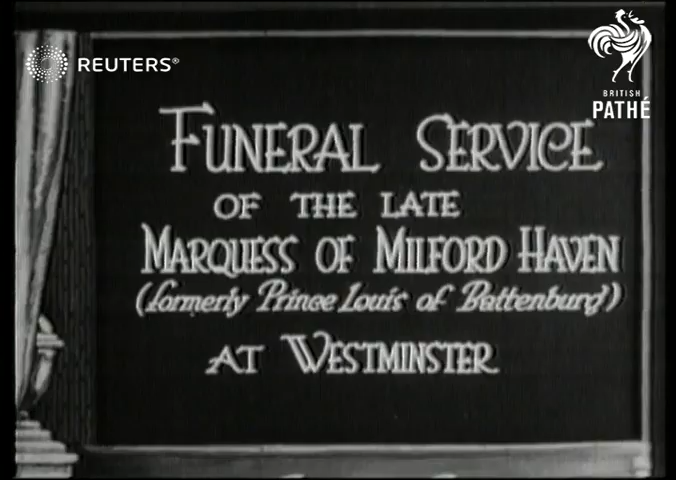 REUTERS®
BRITISH
PATHÉ
FUNERAL SERVICE
OF THE LATE
MARQUESS OF MILFORD HAVEN
(formerly Prince Louis of Battenburg)
AT WESTMINSTER